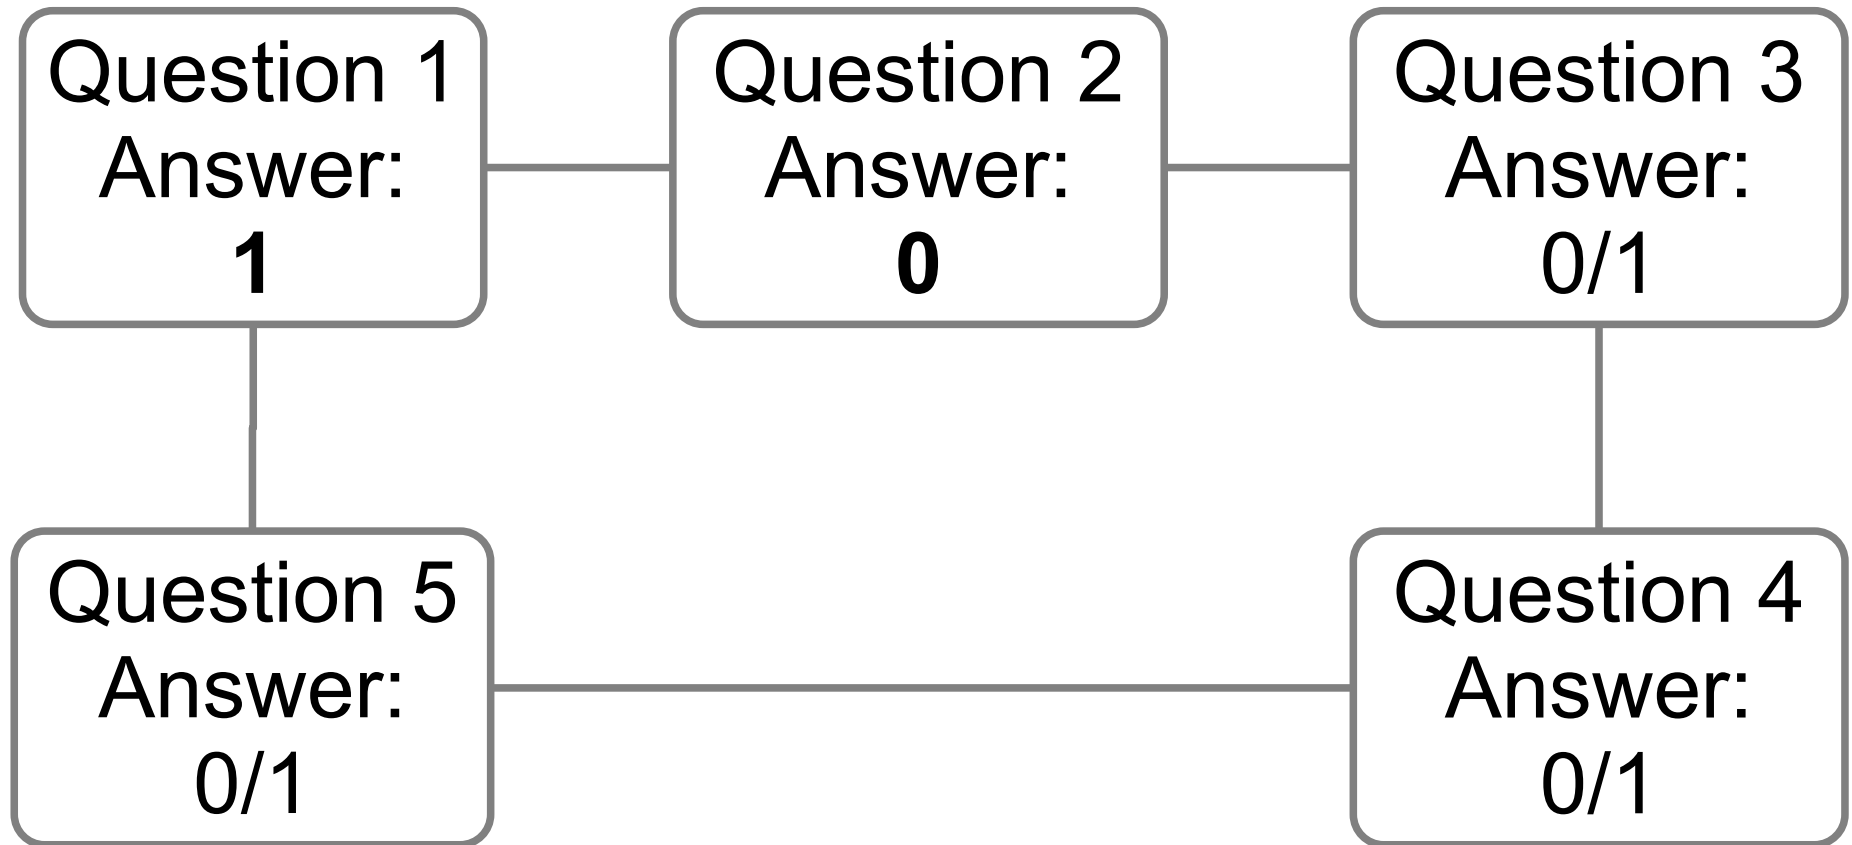 Question 1
Answer:
1
Question 2
Answer:
0
Question 3
Answer:
0/1
Question 5
Answer:
0/1
Question 4
Answer:
0/1